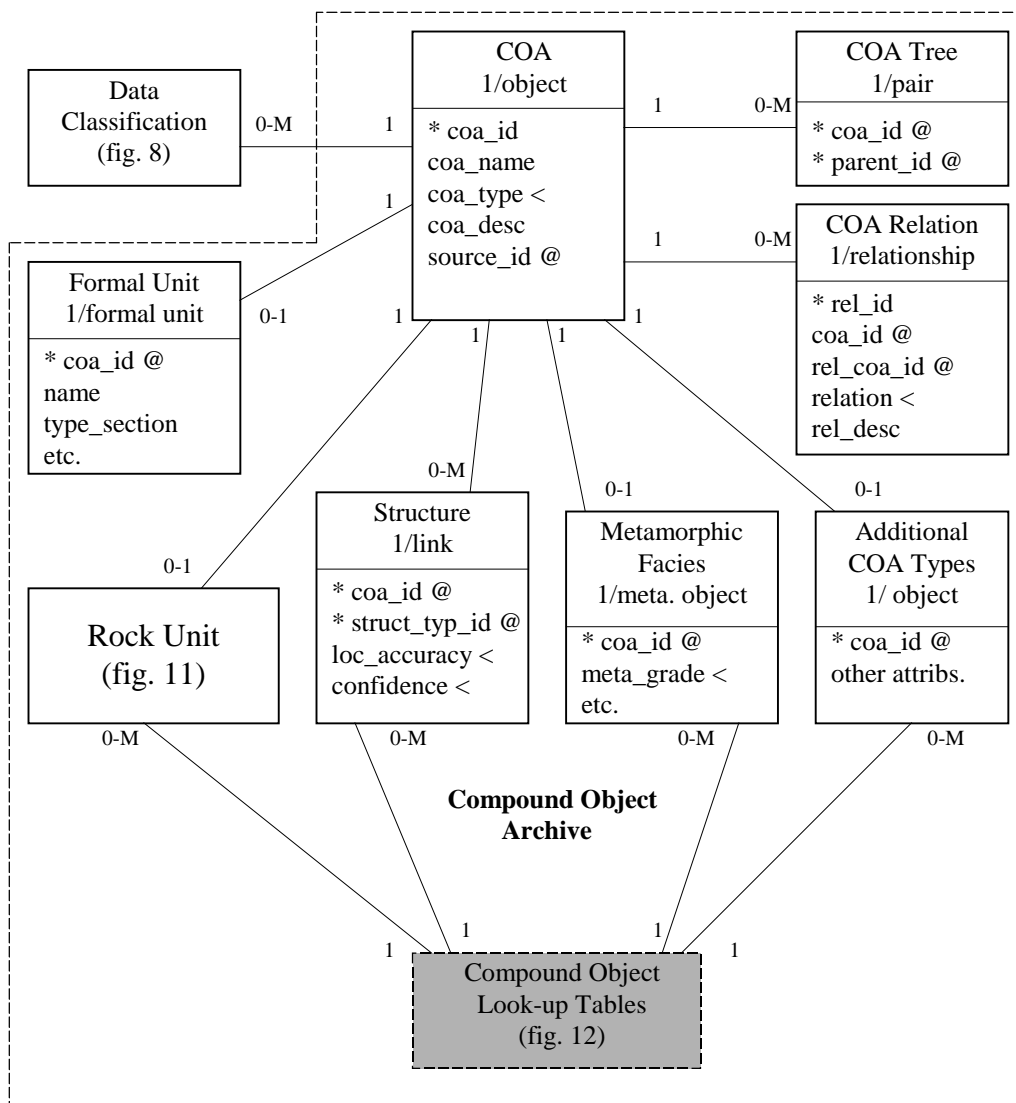 COA
1/object
* coa_id
coa_name
coa_type <
coa_desc
source_id @
COA Tree
1/pair
* coa_id @
* parent_id @
Data
Classification
(fig. 8)
0-M
1
1
0-M
1
1
0-M
COA Relation
1/relationship
* rel_id
coa_id @
rel_coa_id @
relation <
rel_desc
Formal Unit
1/formal unit
* coa_id @
name
type_section
etc.
0-1
1
1
1
1
0-M
0-1
0-1
0-1
Structure
1/link
* coa_id @
* struct_typ_id @
loc_accuracy <
confidence <
Metamorphic
Facies
1/meta. object
* coa_id @
meta_grade <
etc.
Additional
COA Types
1/ object
* coa_id @
other attribs.
Rock Unit
(fig. 11)
0-M
0-M
0-M
0-M
Compound Object
Archive
1
1
1
1
Compound Object
Look-up Tables
(fig. 12)